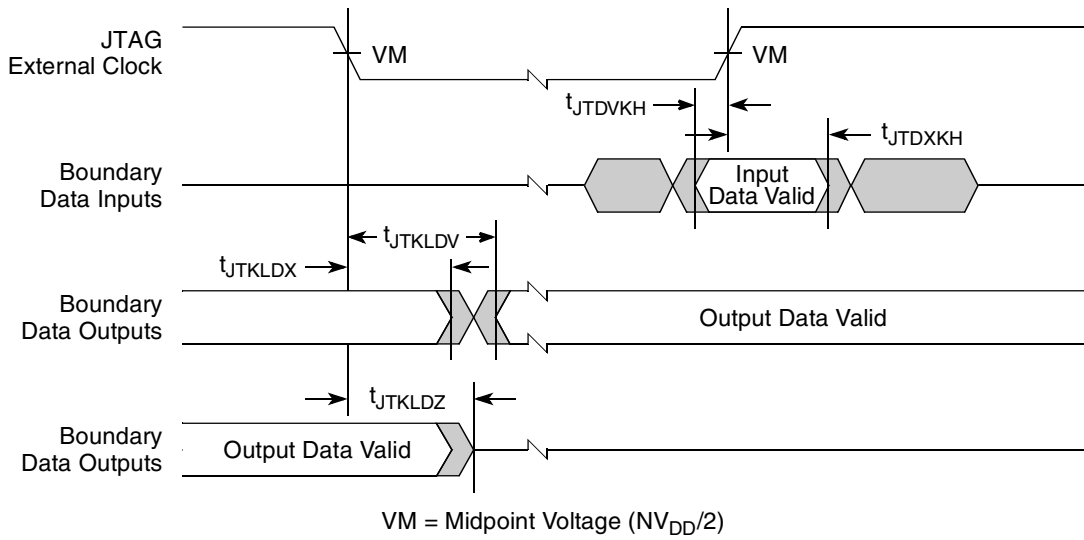 JTAG
External Clock
VM
VM
tJTDVKH
tJTDXKH
Boundary
Data Inputs
Input
Data Valid
tJTKLDV
tJTKLDX
Boundary
Data Outputs
Output Data Valid
tJTKLDZ
Boundary
Data Outputs
Output Data Valid
VM = Midpoint Voltage (NVDD/2)